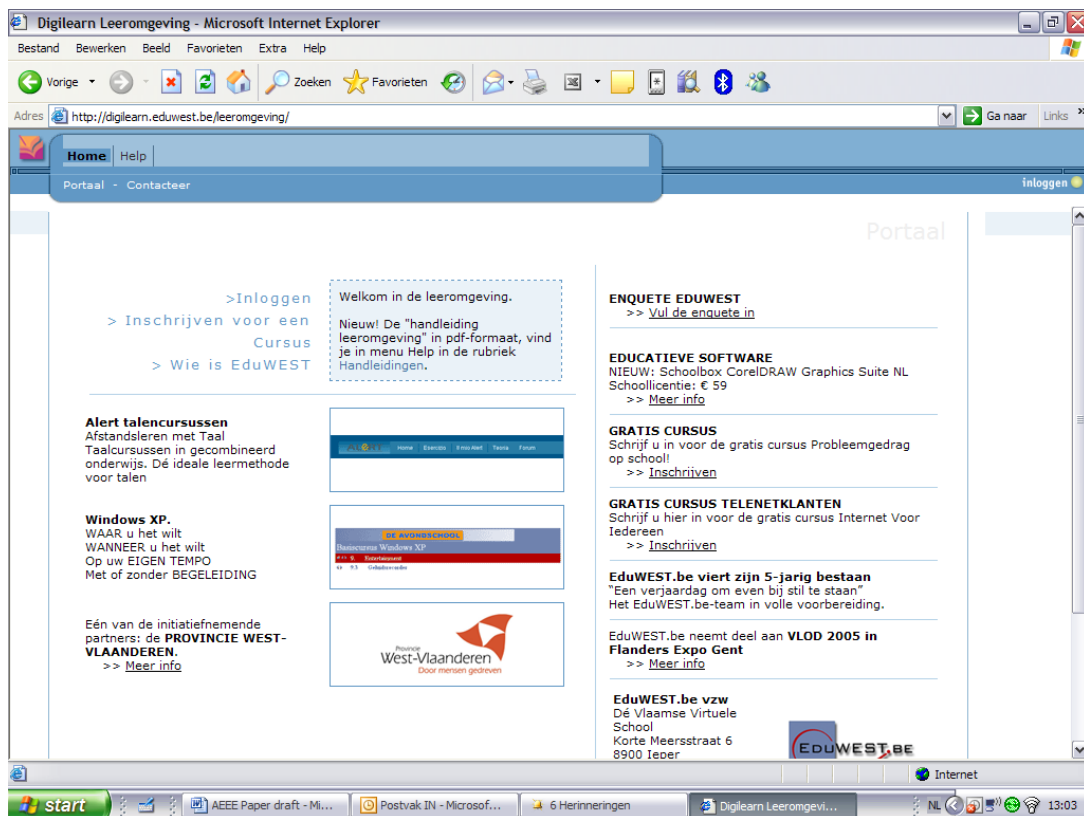 Digilearn Leeromgeving - Microsoft Internet Explorer
Bestand Bewerken Beeld Favorieten Extra Help
Vorige Zoeken Favorieten
Adres http://digilearn.eduwest.be/leeromgeving/ Ga naar Links »
Home Help
Portaal - Contacteer
inloggen
Portaal
>Inloggen
> Inschrijven voor een
Cursus
> Wie is EduWEST
Welkom in de leeromgeving.
Nieuw! De "handleiding
leeromgeving" in pdf-formaat, vind
je in menu Help in de rubriek
Handleidingen.
Alert talencursussen
Afstandsleren met Taal
Taalcursussen in gecombineerd
onderwijs. Dé ideale leermethode
voor talen
Home Esercizio Il mio Alert Teoria Forum
Windows XP.
WAAR u het wilt
WANNEER u het wilt
Op uw EIGEN TEMPO
Met of zonder BEGELEIDING
DE AVONDSCHOOL
Basiscursus Windows XP
9. Entertainment
9.3 Geluidsvolume
Eén van de initiatiefnemende
partners: de PROVINCIE WEST-
VLAANDEREN.
>> Meer info
Provincie
West-Vlaanderen
Door mensen gedreven
ENQUETE EDUWEST
>> Vul de enquete in
EDUCATIEVE SOFTWARE
NIEUW: Schoolbox CorelDRAW Graphics Suite NL
Schoollicentie: € 59
>> Meer info
GRATIS CURSUS
Schrijf u in voor de gratis cursus Probleemgedrag
op school!
>> Inschrijven
GRATIS CURSUS TELENETKLANTEN
Schrijf u hier in voor de gratis cursus Internet Voor
Iedereen
>> Inschrijven
EduWEST.be viert zijn 5-jarig bestaan
"Een verjaardag om even bij stil te staan"
Het EduWEST.be-team in volle voorbereiding.
EduWEST.be neemt deel aan VLOD 2005 in
Flanders Expo Gent
>> Meer info
EduWEST.be vzw
Dé Vlaamse Virtuele
School
Korte Meersstraat 6
8900 Ieper
EDUWEST.BE
Internet
start AEEE Paper draft - Mi... Postvak IN - Microsof... 6 Herinneringen Digilearn Leeromgevi... NL 13:03